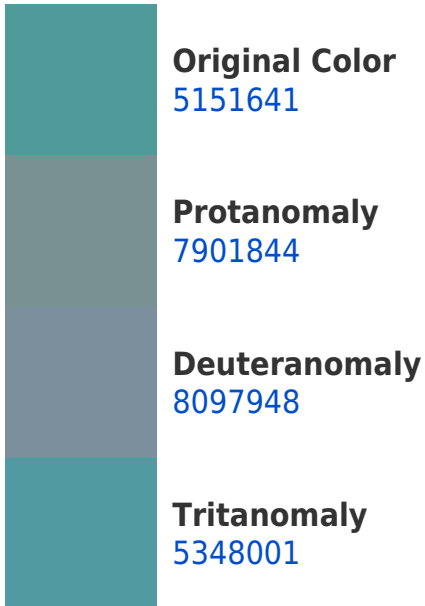 Original Color
5151641
Protanomaly
7901844
Deuteranomaly
8097948
Tritanomaly
5348001